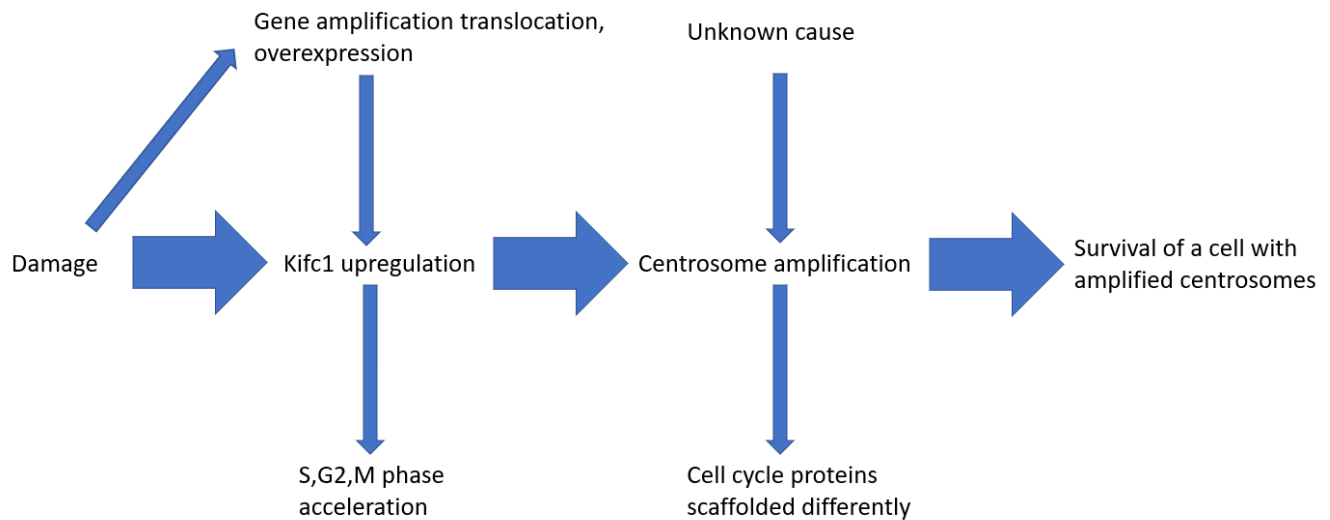 Gene amplification translocation,
overexpression
Unknown cause
Damage
Kifc1 upregulation
Centrosome amplification
Survival of a cell with
amplified centrosomes
S,G2,M phase
acceleration
Cell cycle proteins
scaffolded differently